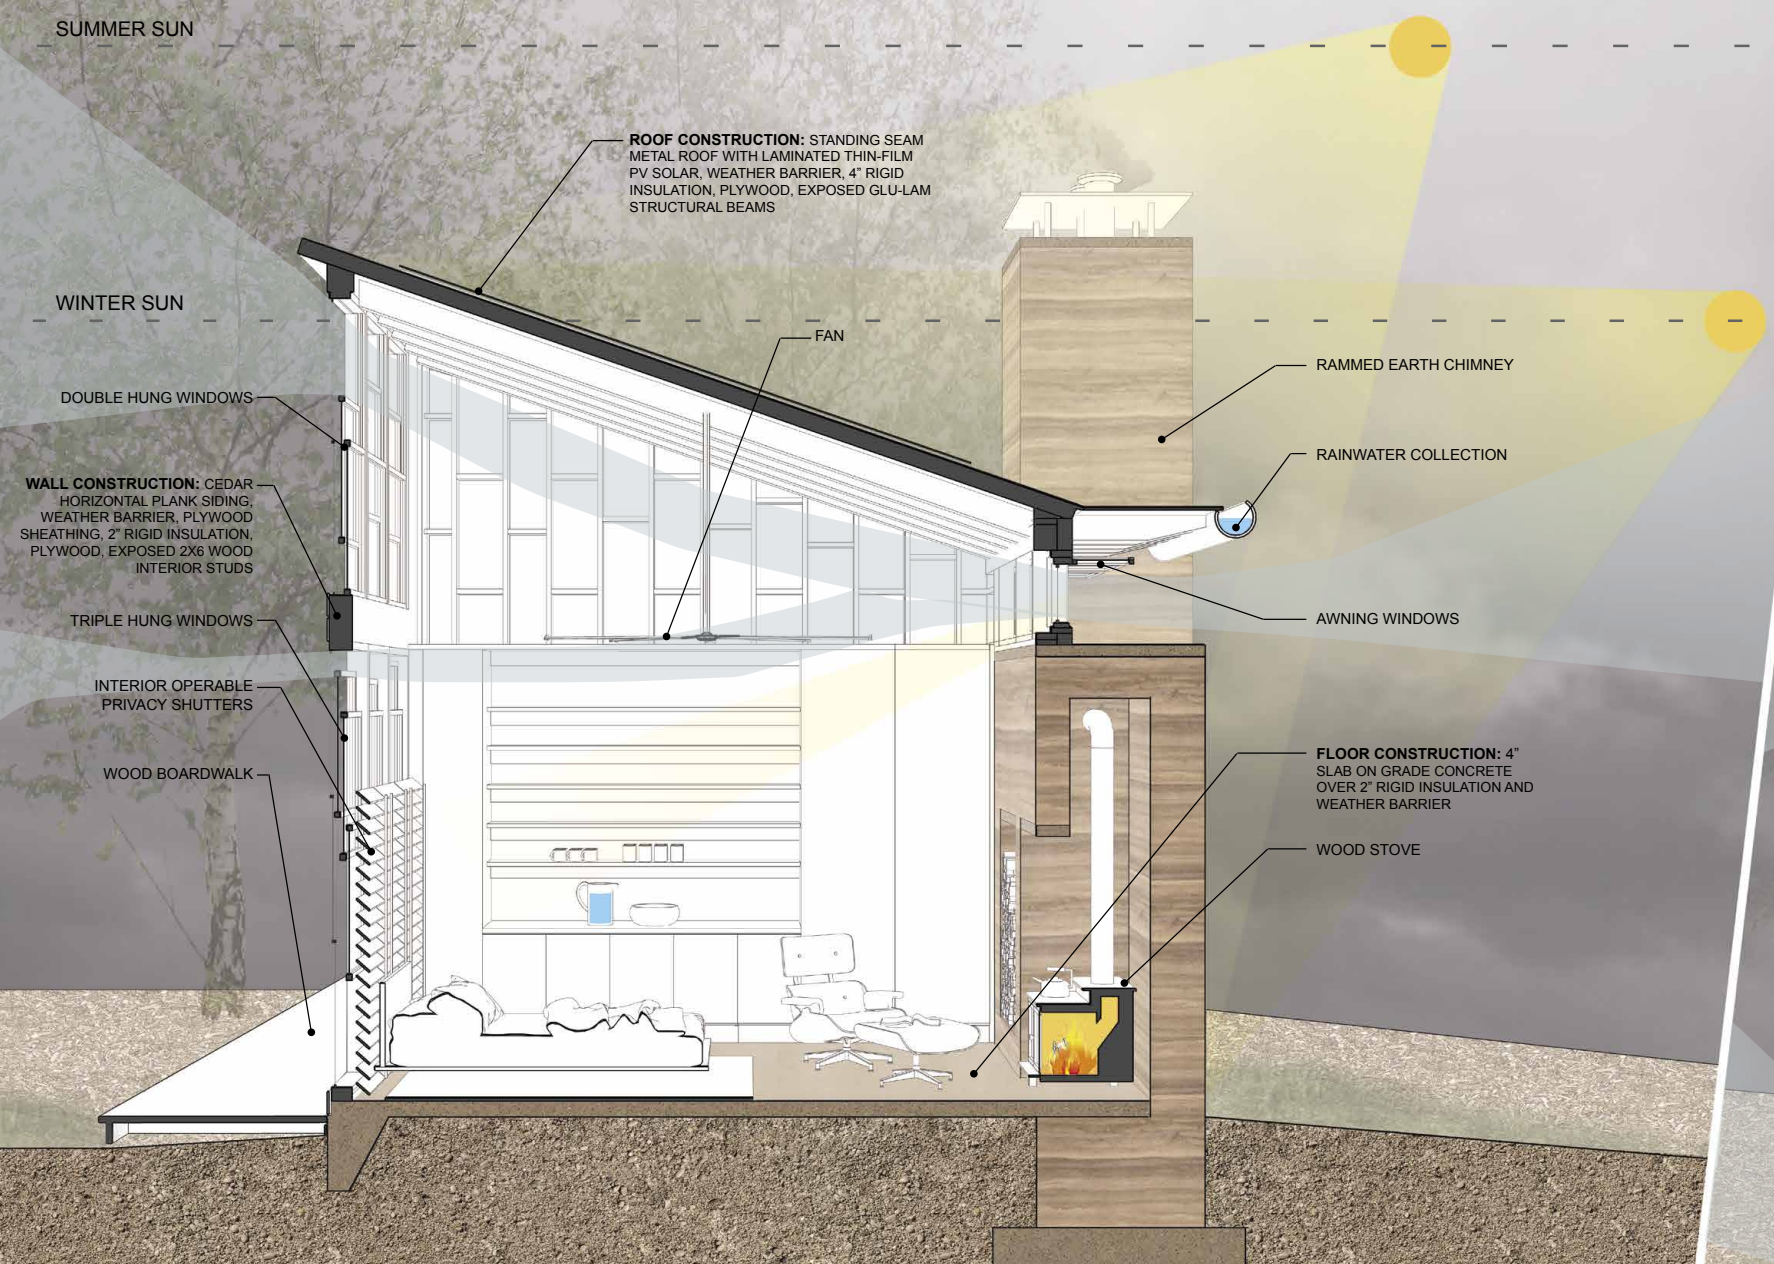 SUMMER SUN
ROOF CONSTRUCTION: STANDING SEAM
METAL ROOF WITH LAMINATED THIN-FILM
PV SOLAR, WEATHER BARRIER, 4” RIGID
INSULATION, PLYWOOD, EXPOSED GLU-LAM
STRUCTURAL BEAMS
WINTER SUN
FAN
RAMMED EARTH CHIMNEY
DOUBLE HUNG WINDOWS
RAINWATER COLLECTION
WALL CONSTRUCTION: CEDAR
HORIZONTAL PLANK SIDING,
WEATHER BARRIER, PLYWOOD
SHEATHING, 2” RIGID INSULATION,
PLYWOOD, EXPOSED 2X6 WOOD
INTERIOR STUDS
TRIPLE HUNG WINDOWS
AWNING WINDOWS
INTERIOR OPERABLE
PRIVACY SHUTTERS
WOOD BOARDWALK
FLOOR CONSTRUCTION: 4”
SLAB ON GRADE CONCRETE
OVER 2” RIGID INSULATION AND
WEATHER BARRIER
WOOD STOVE